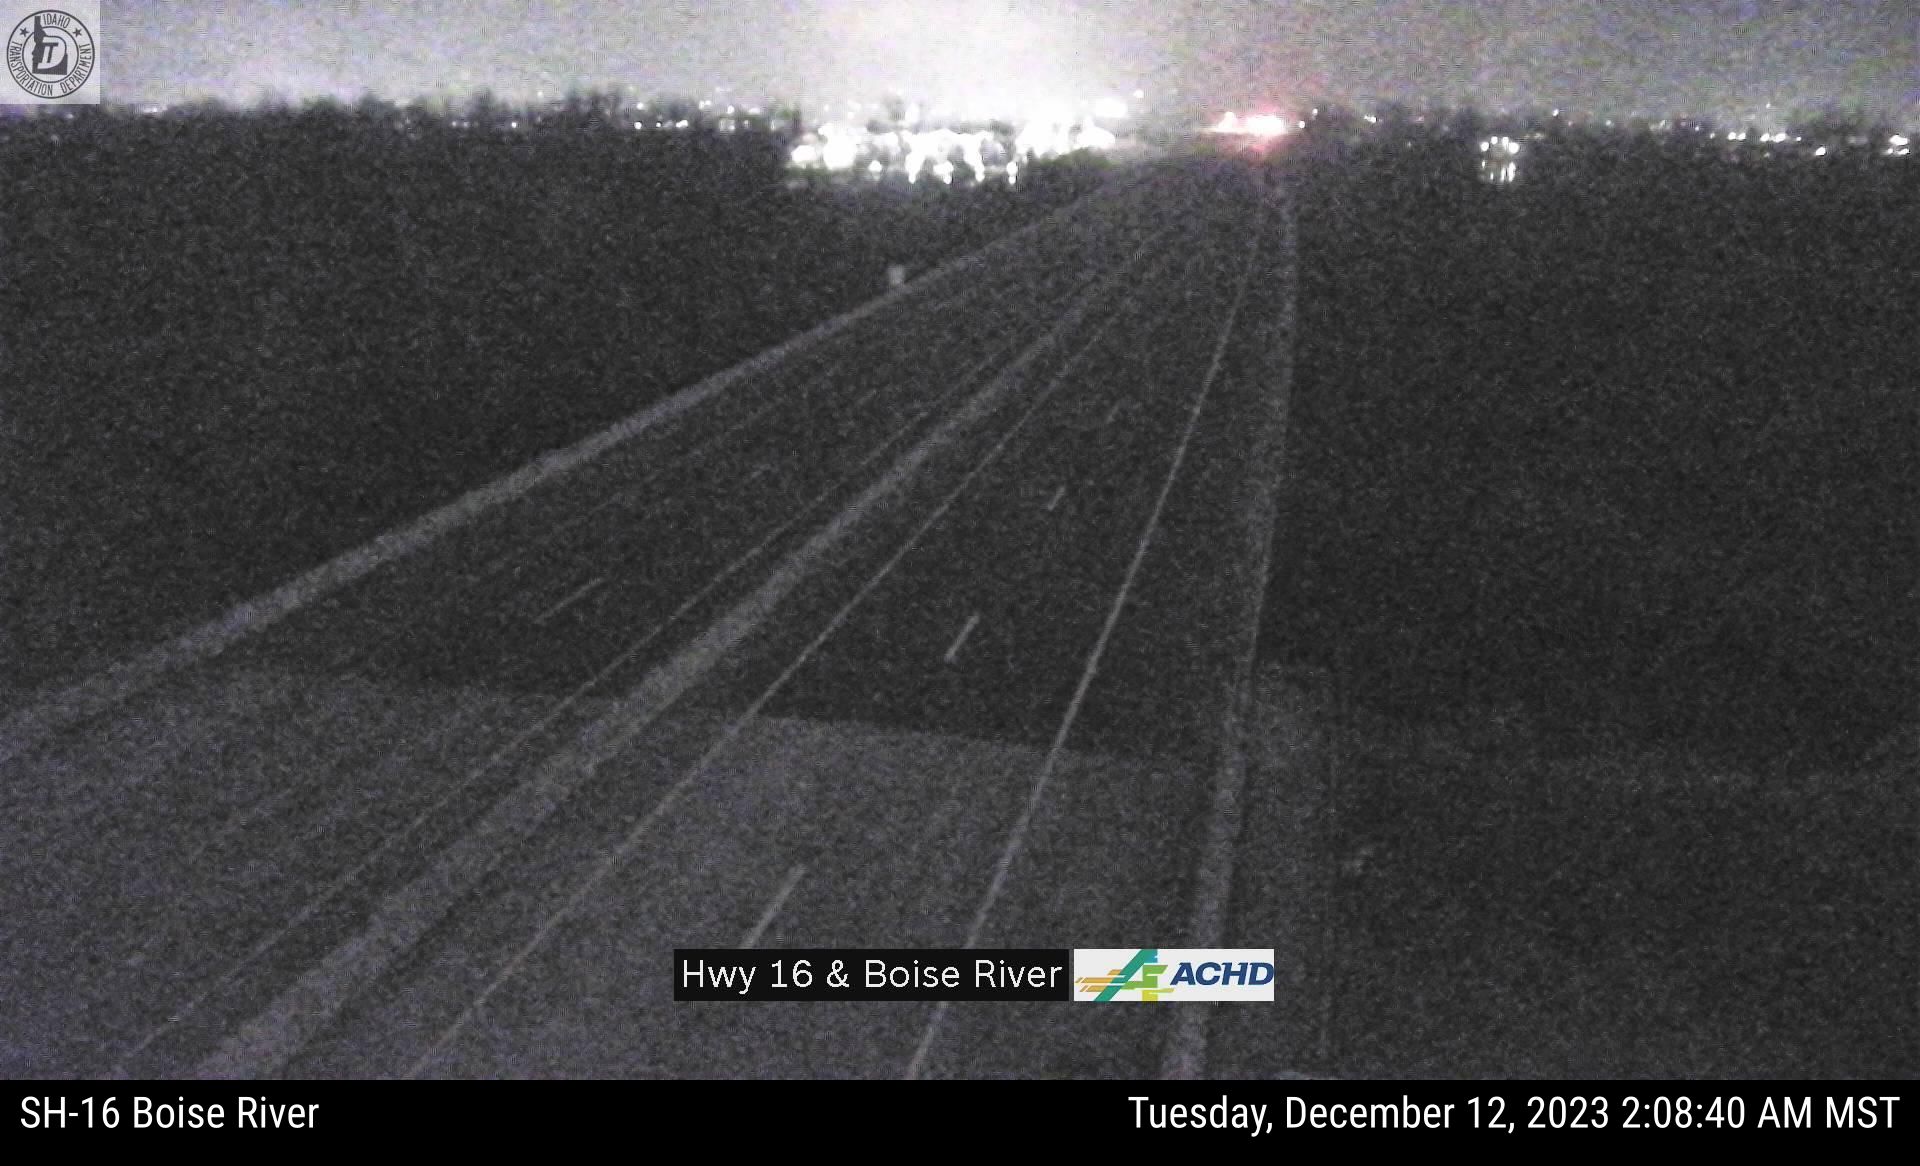 IDAHO
TRANSPORTATION DEPARTMENT
IT
Hwy 16 & Boise River
ACHD
SH-16 Boise River
Tuesday, December 12, 2023 2:08:40 AM MST